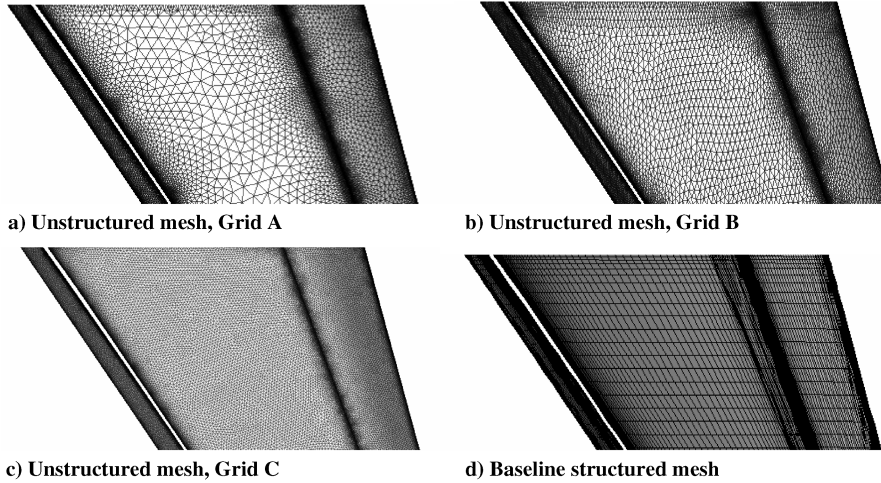 a) Unstructured mesh, Grid A
b) Unstructured mesh, Grid B
c) Unstructured mesh, Grid C
d) Baseline structured mesh